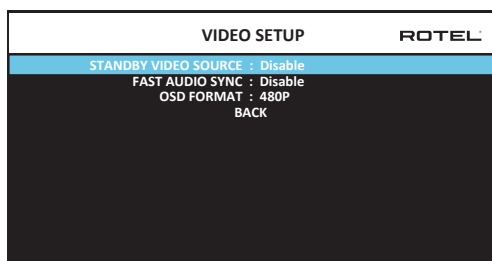 VIDEO SETUP ROTEL
STANDBY VIDEO SOURCE : Disable
FAST AUDIO SYNC : Disable
OSD FORMAT : 480P
BACK